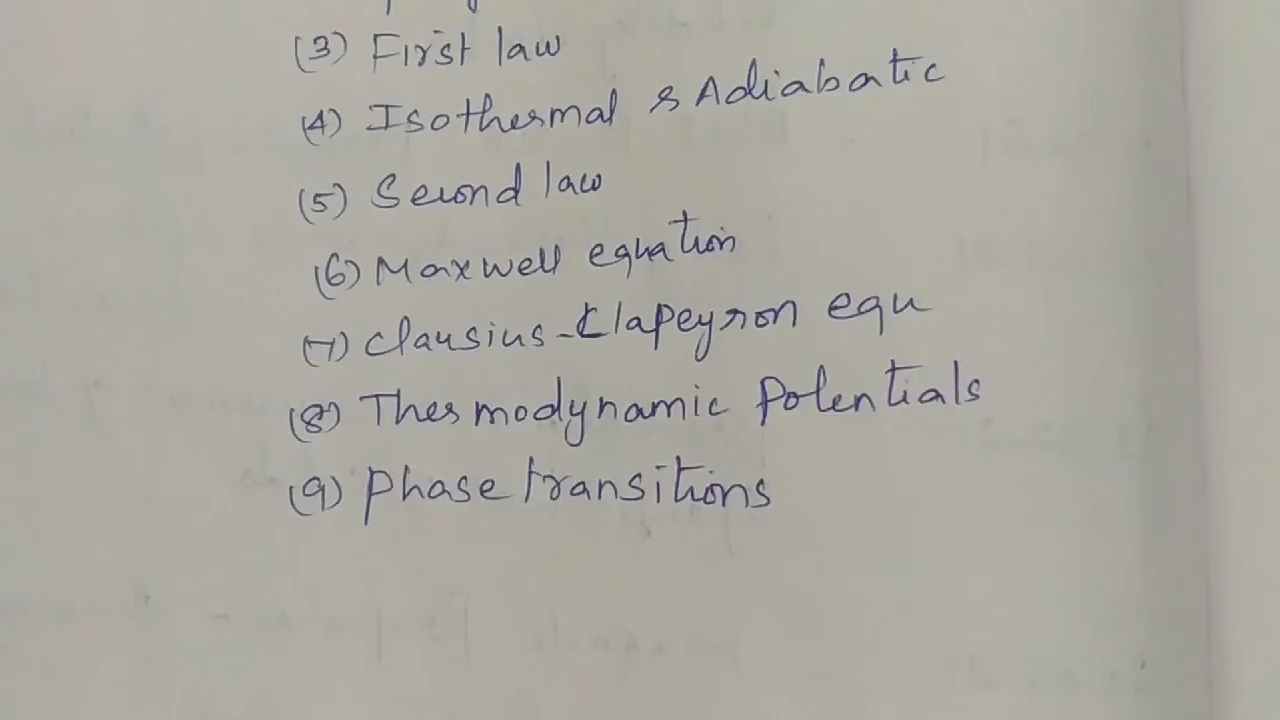 (3) First law
(4) Isothermal & Adiabatic
(5) Second law
(6) Maxwell equation
(7) Clausius-Clapeyron equ
(8) Thermodynamic Potentials
(9) Phase transitions